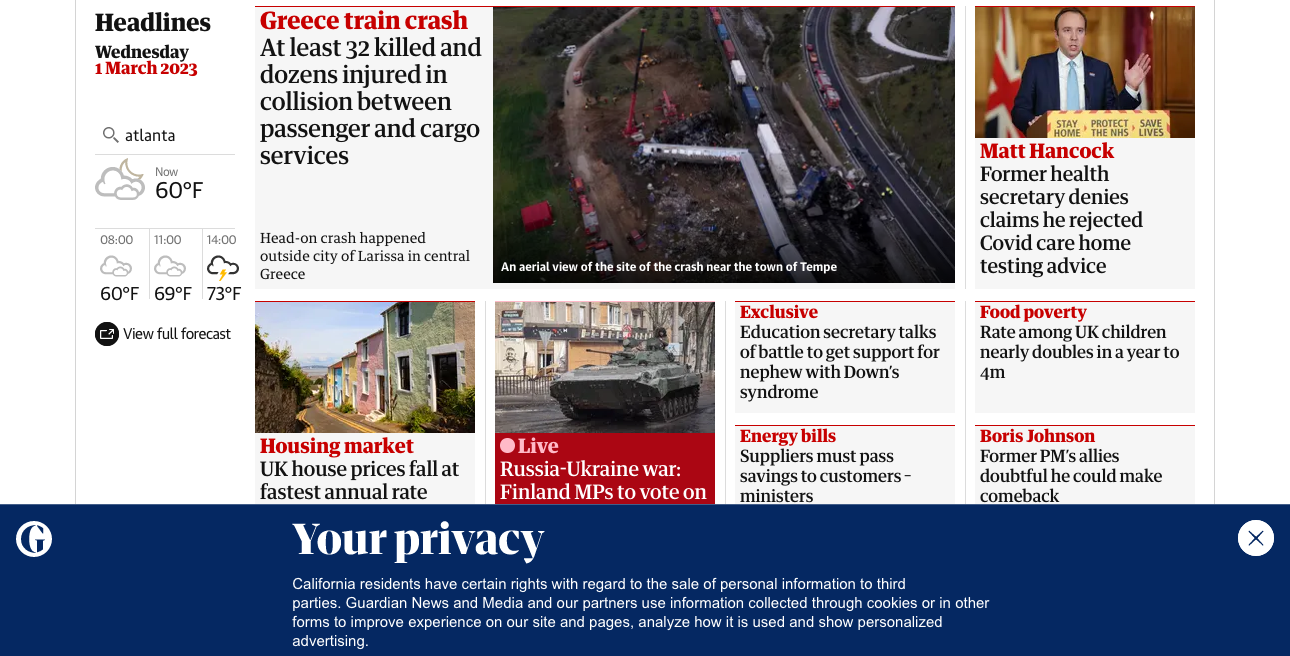 Headlines
Wednesday
1 March 2023
atlanta
Now
60°F
08:00
11:00
14:00
60°F
69°F
73°F
View full forecast
Greece train crash
At least 32 killed and
dozens injured in
collision between
passenger and cargo
services
Head-on crash happened
outside city of Larissa in central
Greece
An aerial view of the site of the crash near the town of Tempe
STAY HOME
PROTECT THE NHS
SAVE LIVES
Matt Hancock
Former health
secretary denies
claims he rejected
Covid care home
testing advice
Housing market
UK house prices fall at
fastest annual rate
Live
Russia-Ukraine war:
Finland MPs to vote on
Exclusive
Education secretary talks
of battle to get support for
nephew with Down’s
syndrome
Food poverty
Rate among UK children
nearly doubles in a year to
4m
Energy bills
Suppliers must pass
savings to customers –
ministers
Boris Johnson
Former PM’s allies
doubtful he could make
comeback
G
Your privacy
California residents have certain rights with regard to the sale of personal information to third
parties. Guardian News and Media and our partners use information collected through cookies or in other
forms to improve experience on our site and pages, analyze how it is used and show personalized
advertising.